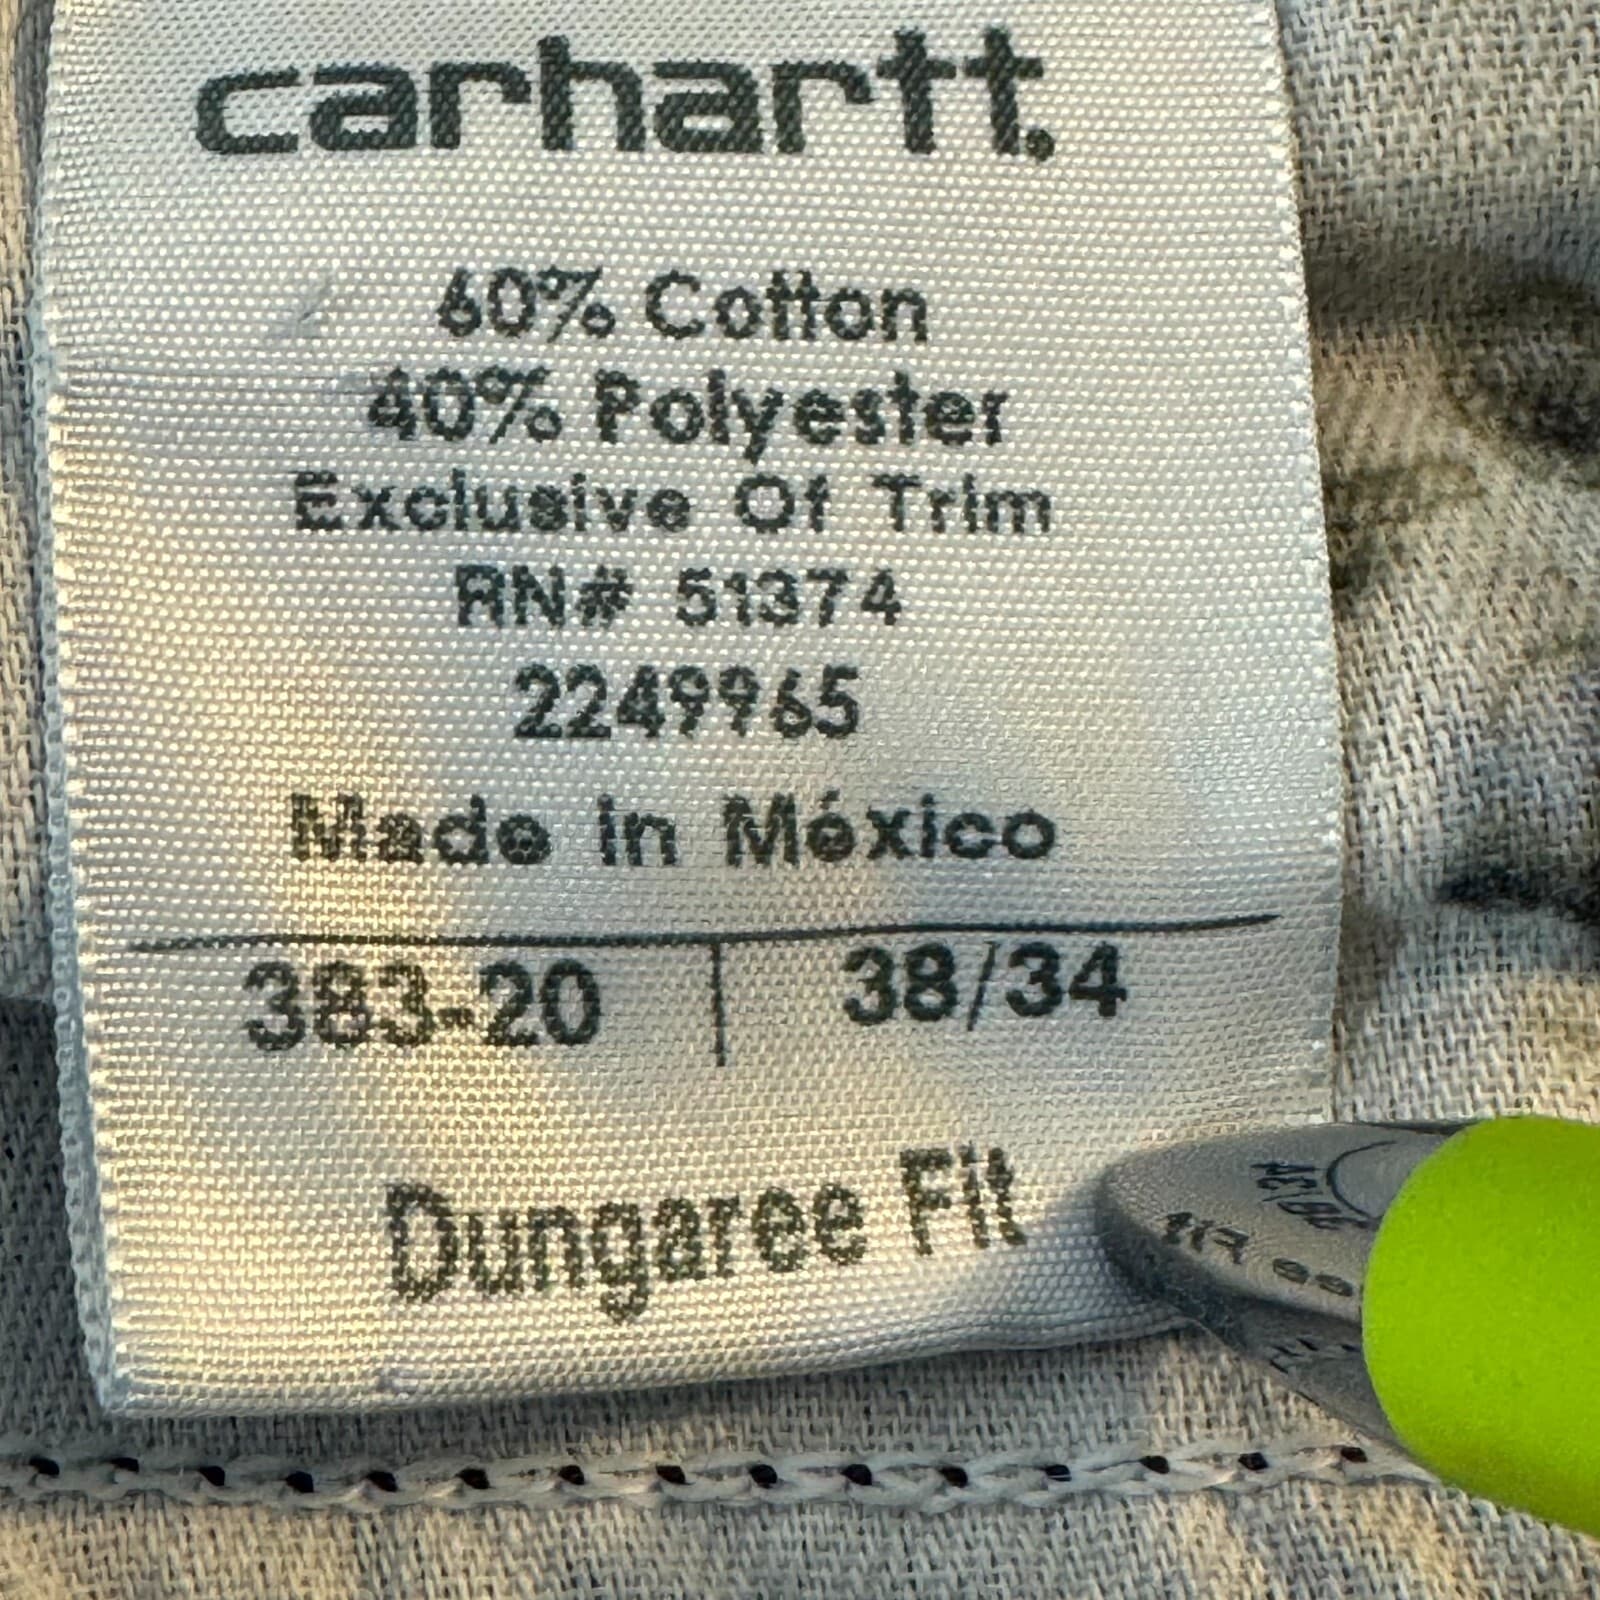 carhartt.
60% Cotton
40% Polyester
Exclusive Of Trim
RN# 51374
2249965
Made in México
383-20 | 38/34
Dungaree Fit